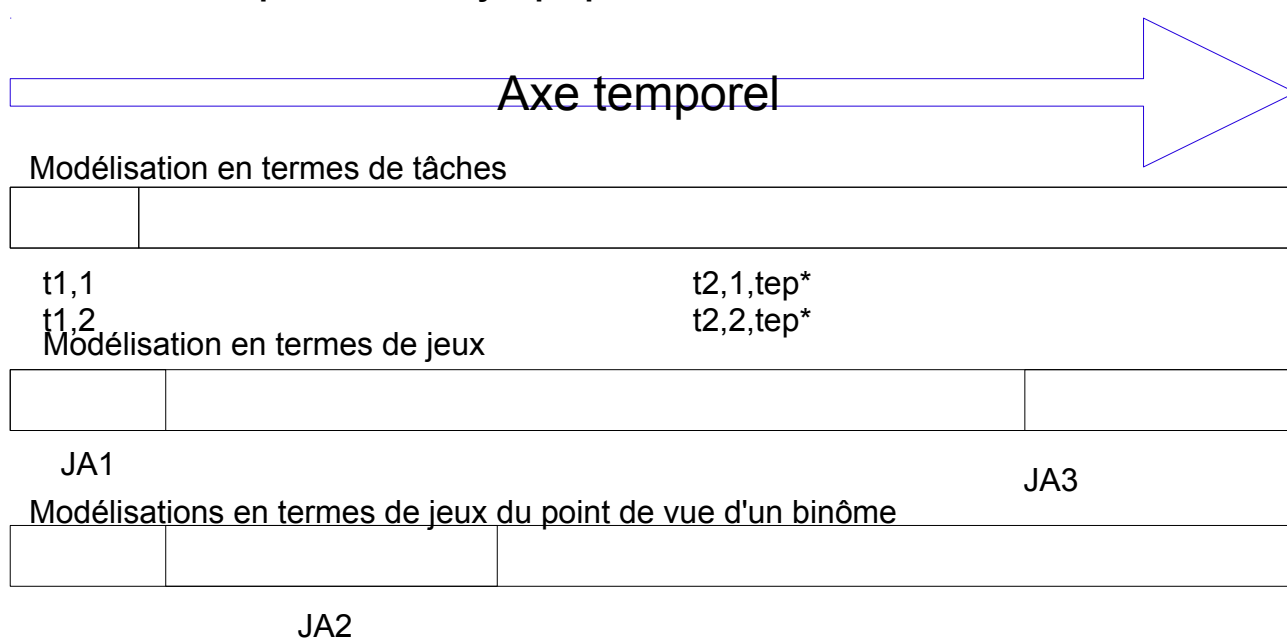 Axe temporel
Modélisation en termes de tâches
t1,1 t2,1,tep*
t1,2 t2,2,tep*
Modélisation en termes de jeux
JA1
JA3
Modélisations en termes de jeux du point de vue d'un binôme
JA2